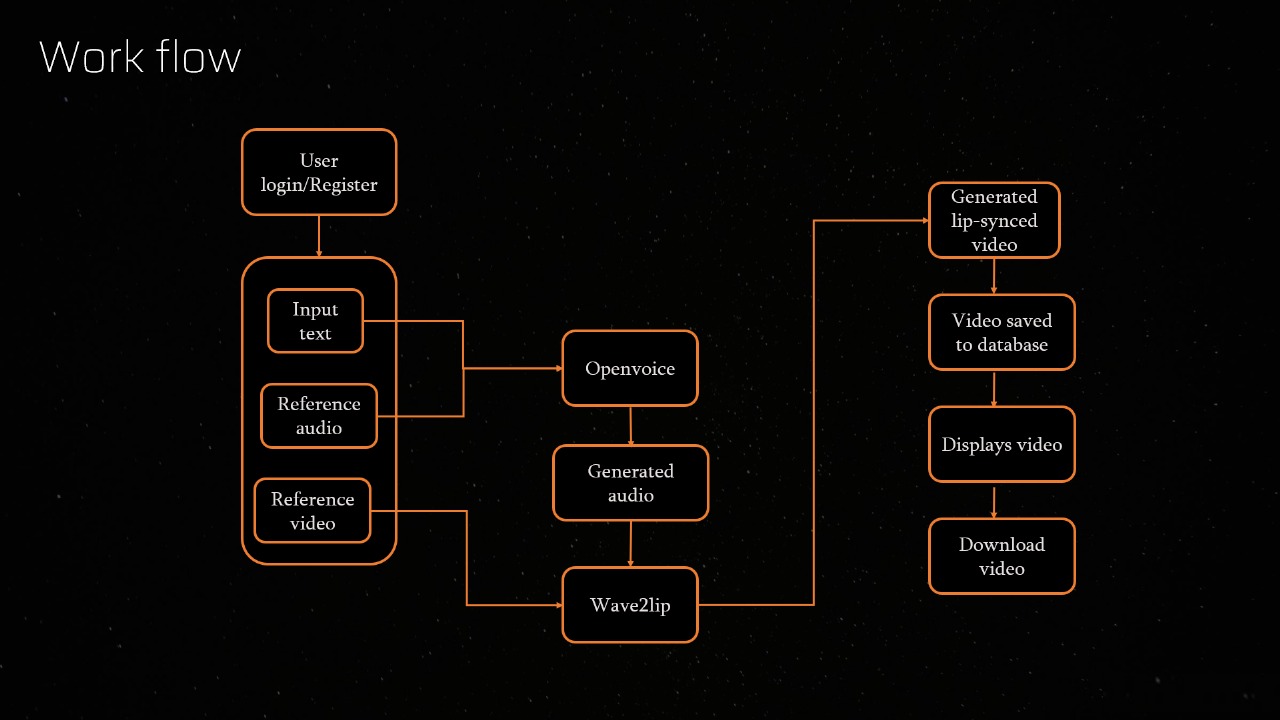 Work flow
User
login/Register
Input
text
Reference
audio
Reference
video
Openvoice
Generated
audio
Wave2lip
Generated
lip-synced
video
Video saved
to database
Displays video
Download
video